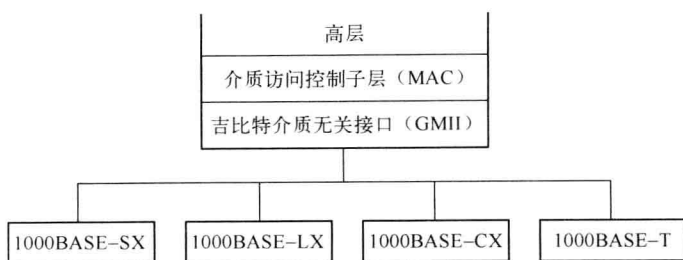 高层
介质访问控制子层（MAC）
吉比特介质无关接口（GMII）
1000BASE-SX
1000BASE-LX
1000BASE-CX
1000BASE-T